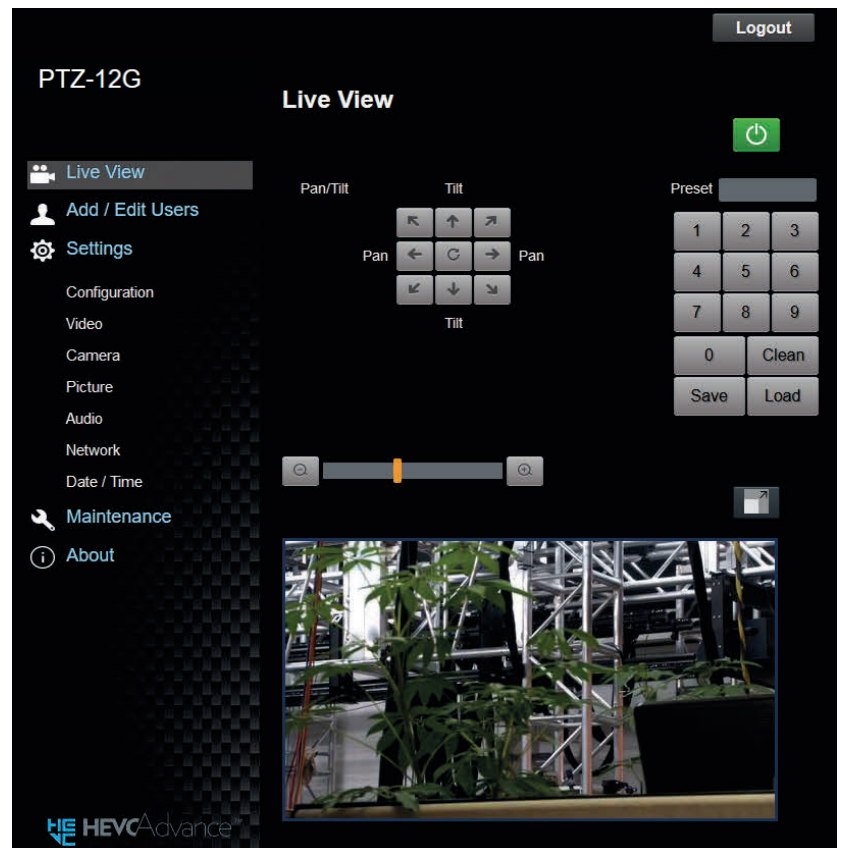 Logout
PTZ-12G
Live View
Live View
Add / Edit Users
Settings
Configuration
Video
Camera
Picture
Audio
Network
Date / Time
Maintenance
About
Pan/Tilt
Tilt
Pan
Pan
Tilt
Preset
1 2 3
4 5 6
7 8 9
0 Clean
Save Load
HEVC Advance